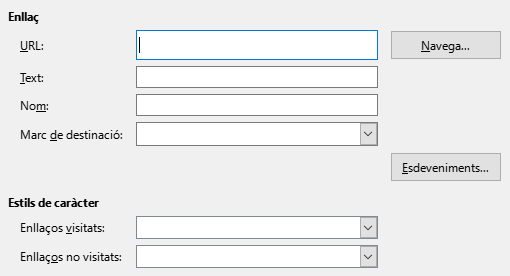 Enllaç
URL:
Navega...
Text:
Nom:
Marc de destinació:
Esdeveniments...
Estils de caràcter
Enllaços visitats:
Enllaços no visitats: